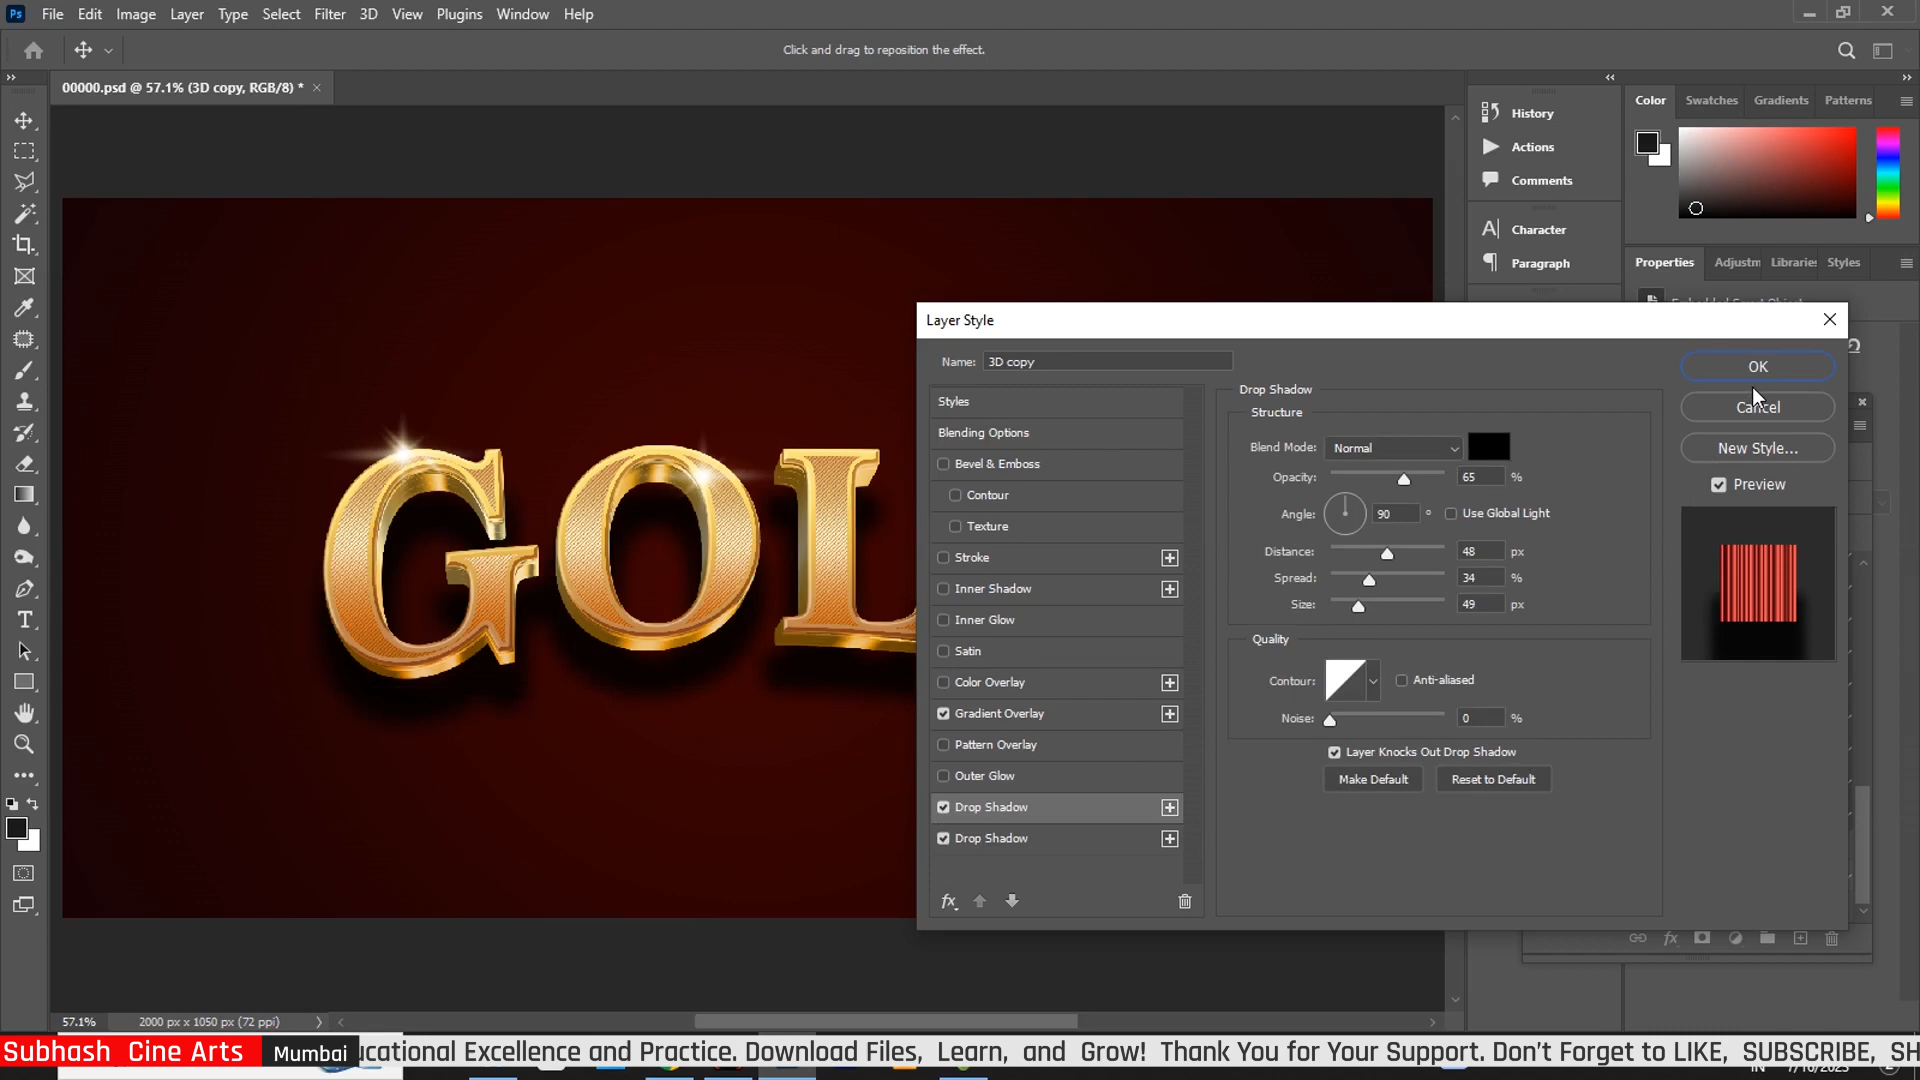 Ps File Edit Image Layer Type Select Filter 3D View Plugins Window Help
Click and drag to reposition the effect.
00000.psd @ 57.1% (3D copy, RGB/8) *
History
Actions
Comments
Character
Paragraph
Color Swatches Gradients Patterns
Properties Adjustm Libraries Styles
Embedded Smart Object
GOL
Layer Style
Name: 3D copy
Styles
Blending Options
Bevel & Emboss
Contour
Texture
Stroke
Inner Shadow
Inner Glow
Satin
Color Overlay
Gradient Overlay
Pattern Overlay
Outer Glow
Drop Shadow
Drop Shadow
fx
Drop Shadow
Structure
Blend Mode: Normal
Opacity: 65 %
Angle: 90 ° Use Global Light
Distance: 48 px
Spread: 34 %
Size: 49 px
Quality
Contour: Anti-aliased
Noise: 0 %
Layer Knocks Out Drop Shadow
Make Default Reset to Default
OK
Cancel
New Style...
Preview
fx
57.1% 2000 px x 1050 px (72 ppi)
Subhash Cine Arts Mumbai ucational Excellence and Practice. Download Files, Learn, and Grow! Thank You for Your Support. Don't Forget to LIKE, SUBSCRIBE, SH